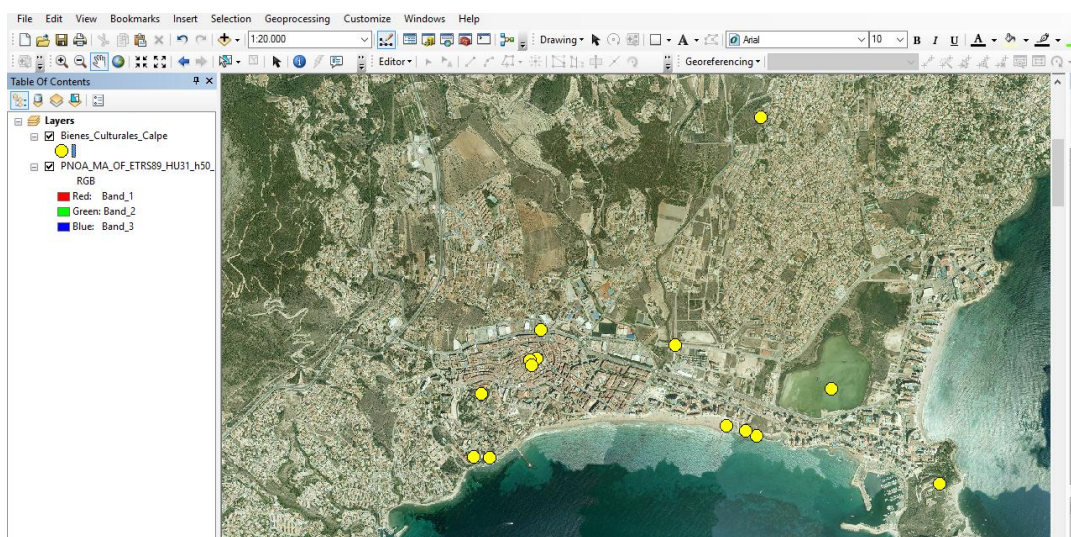 File Edit View Bookmarks Insert Selection Geoprocessing Customize Windows Help
1:20.000 Drawing A Arial 10 B I U A
Editor Georeferencing
Table Of Contents
Layers
Bienes_Culturales_Calpe
PNOA_MA_OF_ETRS89_HU31_h50_
RGB
Red: Band_1
Green: Band_2
Blue: Band_3